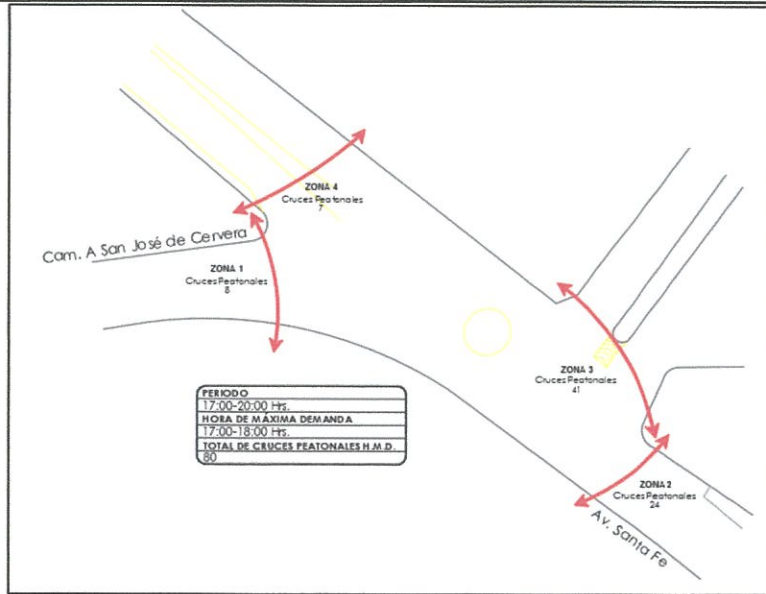 ZONA 4
Cruces Peatonales
7
Cam. A San José de Cervera
ZONA 1
Cruces Peatonales
8
ZONA 3
Cruces Peatonales
41
PERIODO
17:00-20:00 Hrs.
HORA DE MÁXIMA DEMANDA
17:00-18:00 Hrs.
TOTAL DE CRUCES PEATONALES H.M.D.
80
ZONA 2
Cruces Peatonales
24
Av. Santa Fe